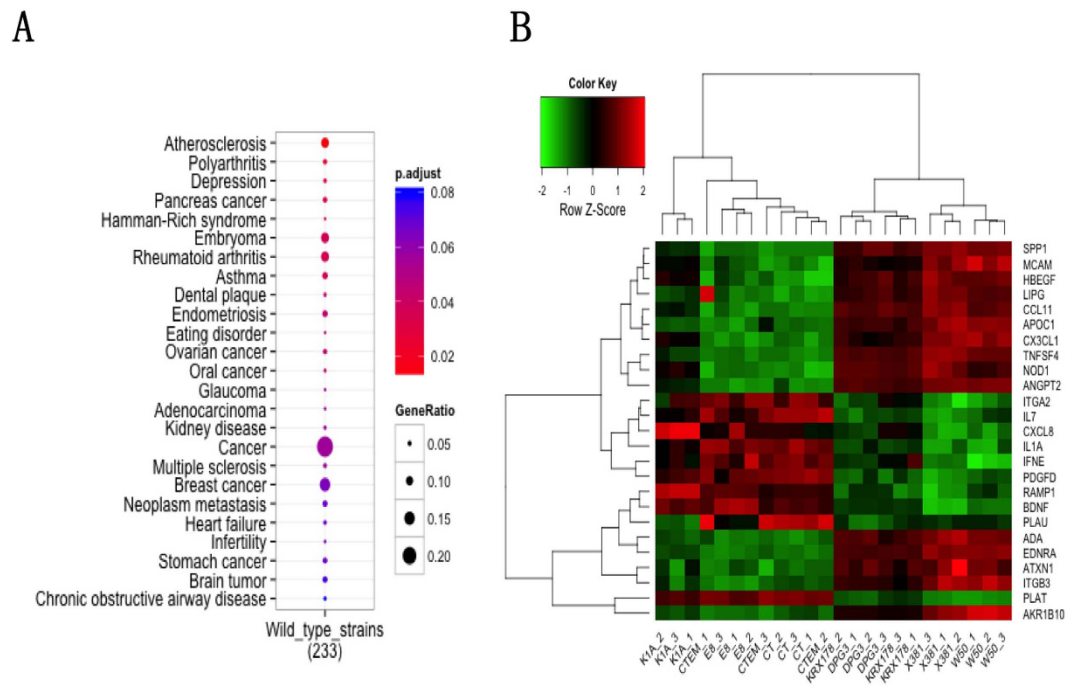 A
B
Atherosclerosis
Polyarthritis
Depression
Pancreas cancer
Hamman-Rich syndrome
Embryoma
Rheumatoid arthritis
Asthma
Dental plaque
Endometriosis
Eating disorder
Ovarian cancer
Oral cancer
Glaucoma
Adenocarcinoma
Kidney disease
Cancer
Multiple sclerosis
Breast cancer
Neoplasm metastasis
Heart failure
Infertility
Stomach cancer
Brain tumor
Chronic obstructive airway disease
Wild_type_strains
(233)
p.adjust
0.08
0.06
0.04
0.02
GeneRatio
0.05
0.10
0.15
0.20
Color Key
-2 -1 0 1 2
Row Z-Score
SPP1
MCAM
HBEGF
LIPG
CCL11
APOC1
CX3CL1
TNFSF4
NOD1
ANGPT2
ITGA2
IL7
CXCL8
IL1A
IFNE
PDGFD
RAMP1
BDNF
PLAU
ADA
EDNRA
ATXN1
ITGB3
PLAT
AKR1B10
K1A_2
K1A_3
K1A_1
CTEM_1
E8_3
E8_1
E8_2
CTEM_3
CT_2
CT_3
CT_1
CTEM_2
KRX178_2
DPG3_1
DPG3_2
DPG3_3
KRX178_3
KRX178_1
X381_3
X381_1
X381_2
W50_1
W50_2
W50_3